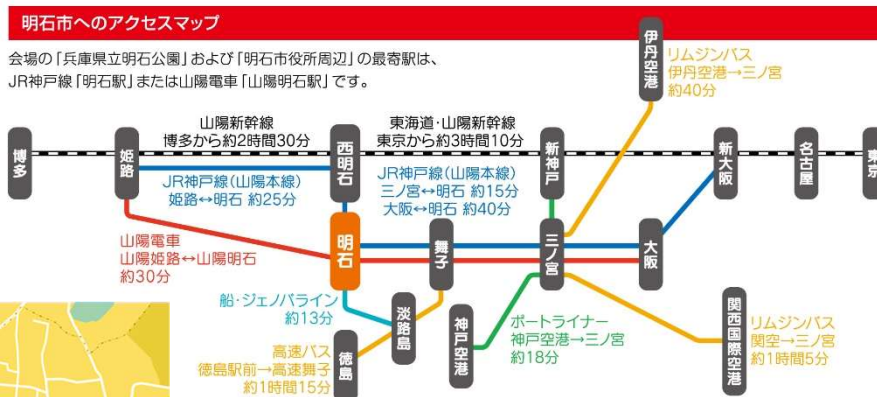 明石市へのアクセスマップ
会場の「兵庫県立明石公園」および「明石市役所周辺」の最寄駅は、
JR神戸線「明石駅」または山陽電車「山陽明石駅」です。
伊丹空港
リムジンバス
伊丹空港→三ノ宮
約40分
山陽新幹線
博多から約2時間30分
東海道・山陽新幹線
東京から約3時間10分
博多
姫路
西明石
新神戸
新大阪
名古屋
東京
JR神戸線(山陽本線)
姫路↔明石 約25分
JR神戸線(山陽本線)
三ノ宮↔明石 約15分
大阪↔明石 約40分
明石
舞子
三ノ宮
大阪
山陽電車
山陽姫路↔山陽明石
約30分
船・ジェノバライン
約13分
淡路島
神戸空港
ポートライナー
神戸空港→三ノ宮
約18分
関西国際空港
リムジンバス
関空→三ノ宮
約1時間5分
徳島
高速バス
徳島駅前→高速舞子
約1時間15分